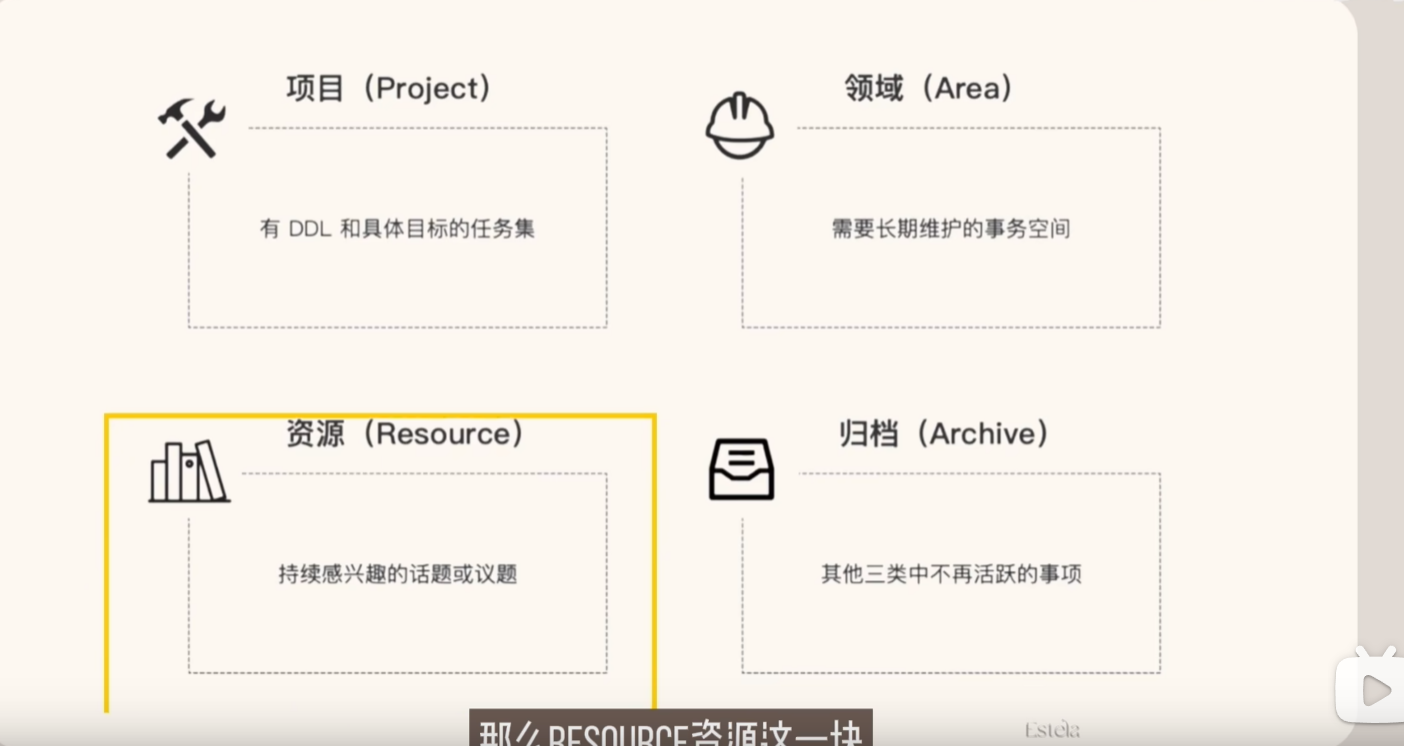 项目（Project）
领域（Area）
有 DDL 和具体目标的任务集
需要长期维护的事务空间
资源（Resource）
归档（Archive）
持续感兴趣的话题或议题
其他三类中不再活跃的事项
那么RESOURCE资源这一块
Estela